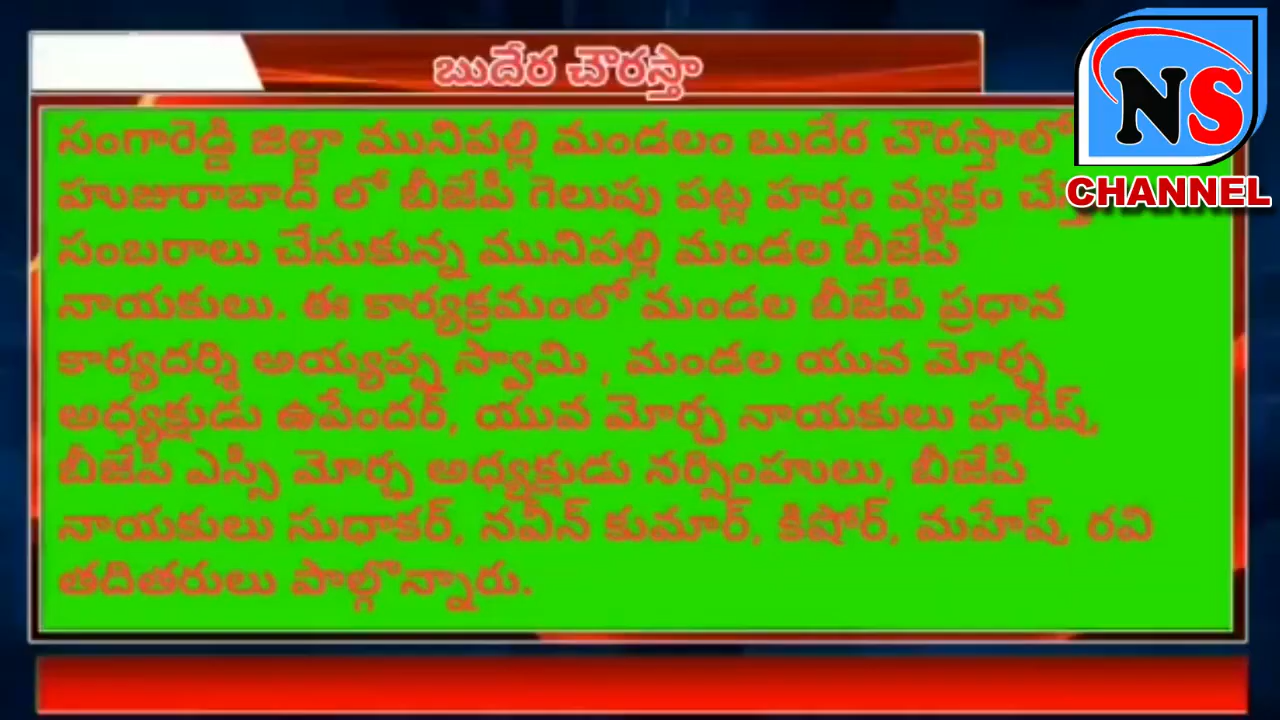 బుదేర చౌరస్తా
NS
CHANNEL
సంగారెడ్డి జిల్లా మునిపల్లి మండలం బుదేర చౌరస్తాలో
హుజురాబాద్ లో బీజేపీ గెలుపు పట్ల హర్షం వ్యక్తం
సంబరాలు చేసుకున్న మునిపల్లి మండల బీజేపీ
నాయకులు. ఈ కార్యక్రమంలో మండల బీజేపీ ప్రధాన
కార్యదర్శి అయ్యప్ప స్వామి , మండల యువ మోర్చ
అధ్యక్షుడు ఉపేందర్, యువ మోర్చ నాయకులు హరీష్,
బీజేపీ ఎస్సీ మోర్చ అధ్యక్షుడు నర్సింహులు, బీజేపి
నాయకులు సుధాకర్, నవీన్ కుమార్, కిషోర్, మహేష్, రవి
తదితరులు పాల్గొన్నారు.